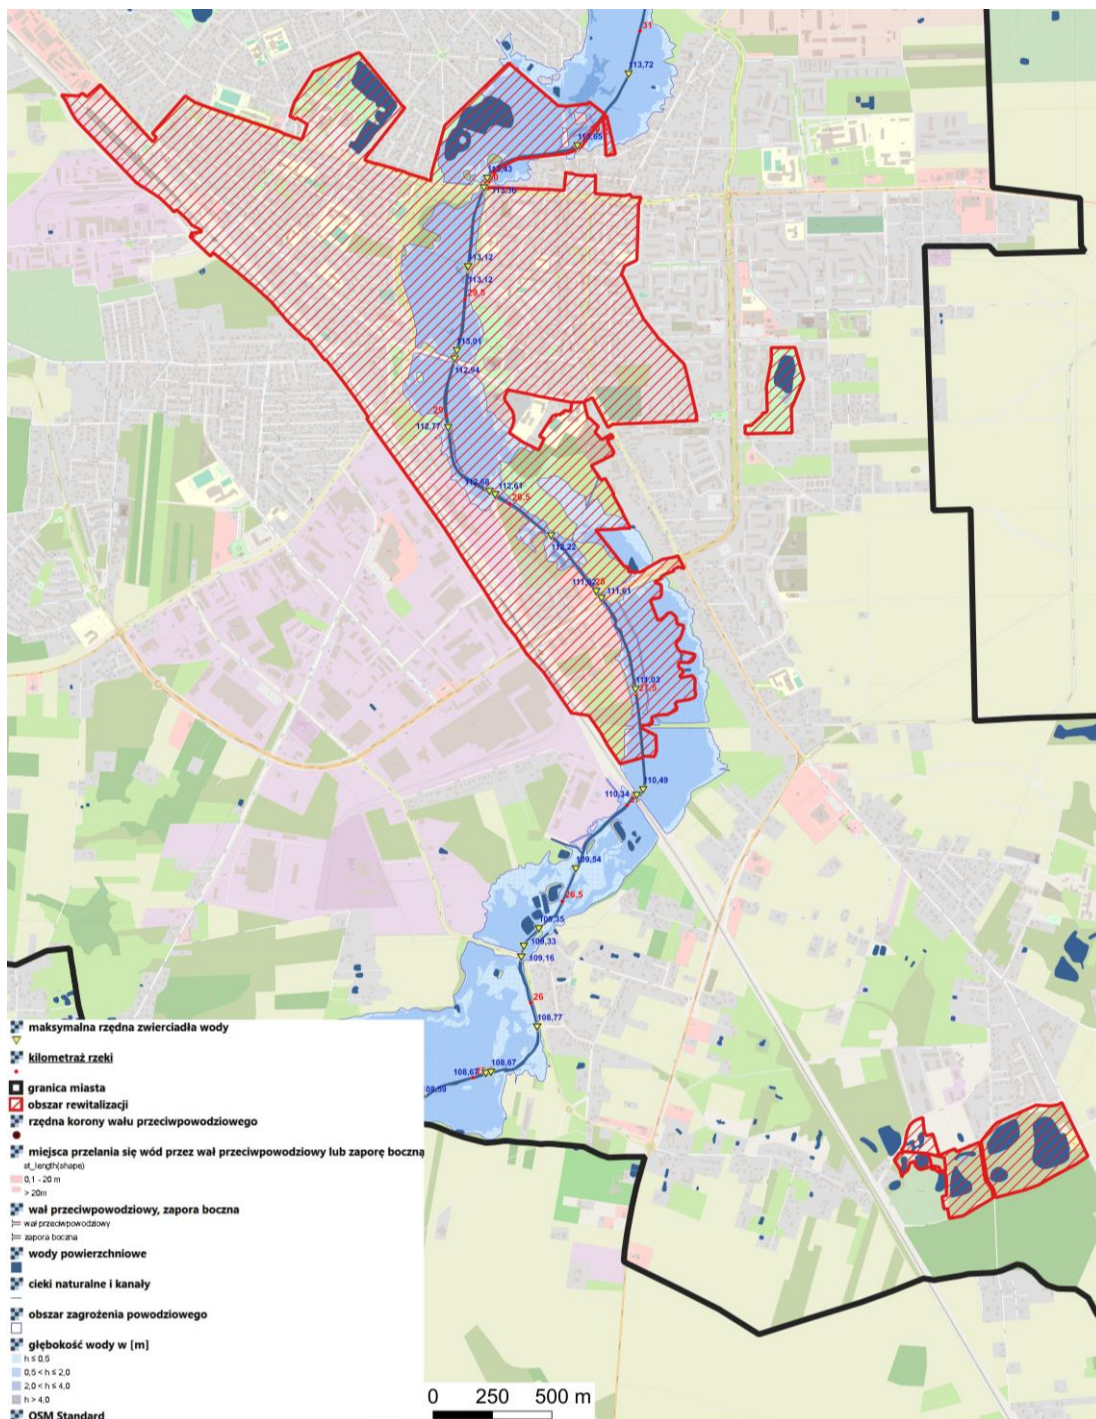 31
113,72
113,65
113,43
113,36
113,12
113,12
29,5
113,01
112,94
29
112,77
112,68
112,61
28,5
112,22
28
111,61
111,03
27,5
110,49
110,34
109,54
26,5
109,35
109,33
109,16
26
108,77
108,67
108,67
108,59
maksymalna rzędna zwierciadła wody
kilometraż rzeki
granica miasta
obszar rewitalizacji
rzędna korony wału przeciwpowodziowego
miejsca przelania się wód przez wał przeciwpowodziowy lub zaporę boczną
st_length(shape)
0,1 - 20 m
> 20m
wał przeciwpowodziowy, zapora boczna
wał przeciwpowodziowy
zapora boczna
wody powierzchniowe
cieki naturalne i kanały
obszar zagrożenia powodziowego
głębokość wody w [m]
h ≤ 0,5
0,5 < h ≤ 2,0
2,0 < h ≤ 4,0
h > 4,0
OSM Standard
0 250 500 m